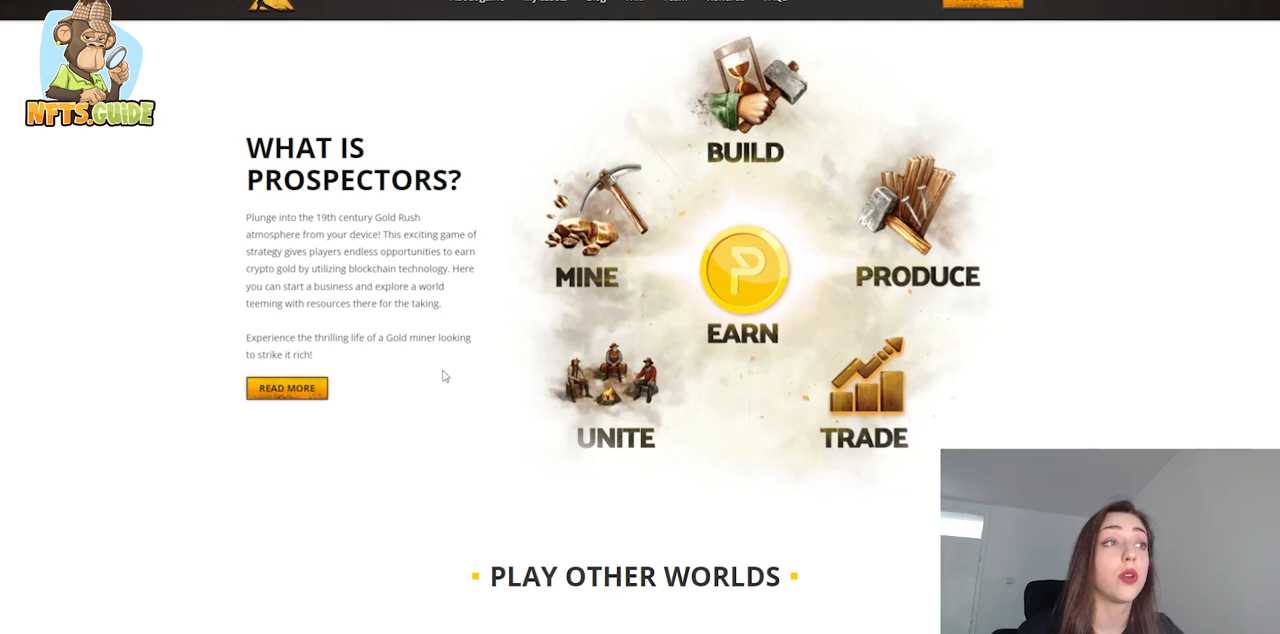 NFTS.GUIDE
WHAT IS
PROSPECTORS?
Plunge into the 19th century Gold Rush
atmosphere from your device! This exciting game of
strategy gives players endless opportunities to earn
crypto gold by utilizing blockchain technology. Here
you can start a business and explore a world
teeming with resources there for the taking.
Experience the thrilling life of a Gold miner looking
to strike it rich!
READ MORE
BUILD
MINE
PRODUCE
EARN
UNITE
TRADE
PLAY OTHER WORLDS